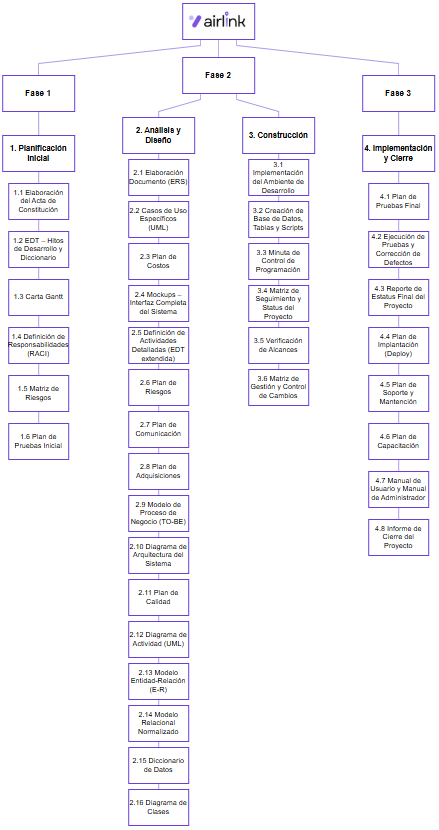 airlink
Fase 1
Fase 2
Fase 3
1. Planificación
Inicial
1.1 Elaboración
del Acta de
Constitución
1.2 EDT – Hitos
de Desarrollo y
Diccionario
1.3 Carta Gantt
1.4 Definición de
Responsabilidades
(RACI)
1.5 Matriz de
Riesgos
1.6 Plan de
Pruebas Inicial
2. Análisis y
Diseño
2.1 Elaboración
Documento (ERS)
2.2 Casos de Uso
Específicos
(UML)
2.3 Plan de
Costos
2.4 Mockups –
Interfaz Completa
del Sistema
2.5 Definición de
Actividades
Detalladas (EDT
extendida)
2.6 Plan de
Riesgos
2.7 Plan de
Comunicación
2.8 Plan de
Adquisiciones
2.9 Modelo de
Proceso de
Negocio (TO-BE)
2.10 Diagrama de
Arquitectura del
Sistema
2.11 Plan de
Calidad
2.12 Diagrama de
Actividad (UML)
2.13 Modelo
Entidad-Relación
(E-R)
2.14 Modelo
Relacional
Normalizado
2.15 Diccionario
de Datos
2.16 Diagrama de
Clases
3. Construcción
3.1
Implementación
del Ambiente de
Desarrollo
3.2 Creación de
Base de Datos,
Tablas y Scripts
3.3 Minuta de
Control de
Programación
3.4 Matriz de
Seguimiento y
Status del
Proyecto
3.5 Verificación
de Alcances
3.6 Matriz de
Gestión y Control
de Cambios
4. Implementación
y Cierre
4.1 Plan de
Pruebas Final
4.2 Ejecución de
Pruebas y
Corrección de
Defectos
4.3 Reporte de
Estatus Final del
Proyecto
4.4 Plan de
Implantación
(Deploy)
4.5 Plan de
Soporte y
Mantención
4.6 Plan de
Capacitación
4.7 Manual de
Usuario y Manual
de Administrador
4.8 Informe de
Cierre del
Proyecto